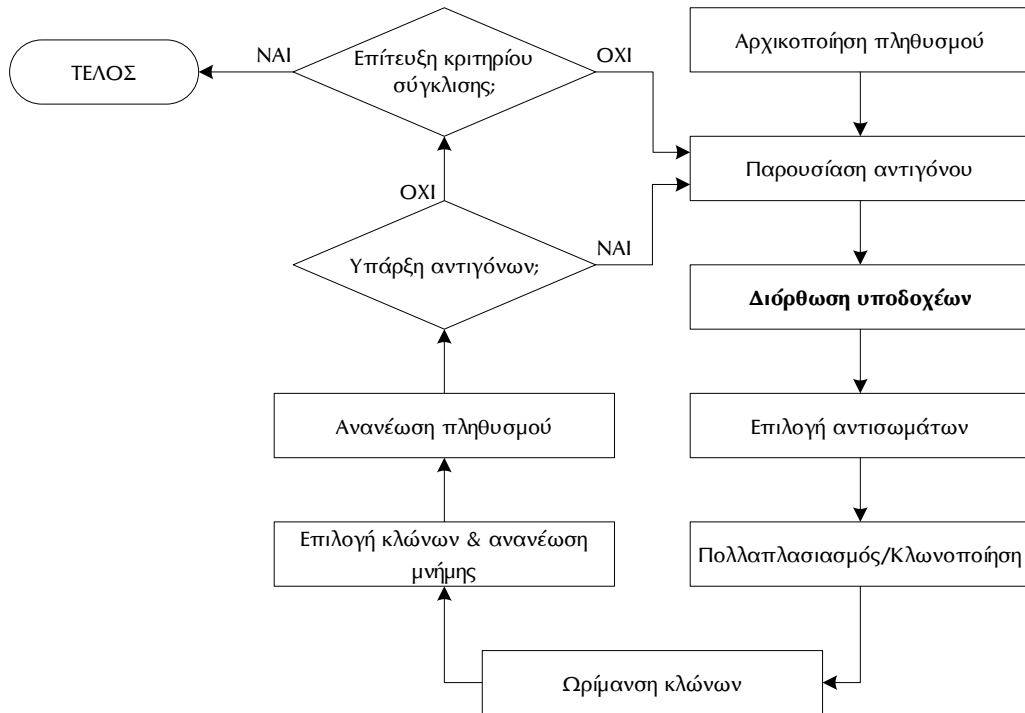 ΤΕΛΟΣ
ΝΑΙ
Επίτευξη κριτηρίου
σύγκλισης;
ΟΧΙ
Αρχικοποίηση πληθυσμού
Παρουσίαση αντιγόνου
ΟΧΙ
Υπάρξη αντιγόνων;
ΝΑΙ
Διόρθωση υποδοχέων
Ανανέωση πληθυσμού
Επιλογή αντισωμάτων
Επιλογή κλώνων & ανανέωση
μνήμης
Πολλαπλασιασμός/Κλωνοποίηση
Ωρίμανση κλώνων